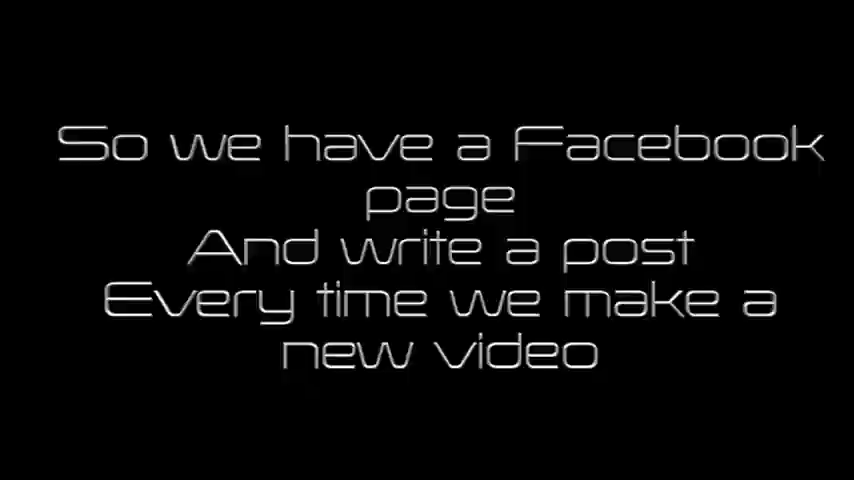 So we have a Facebook
page
And write a post
Every time we make a
new video